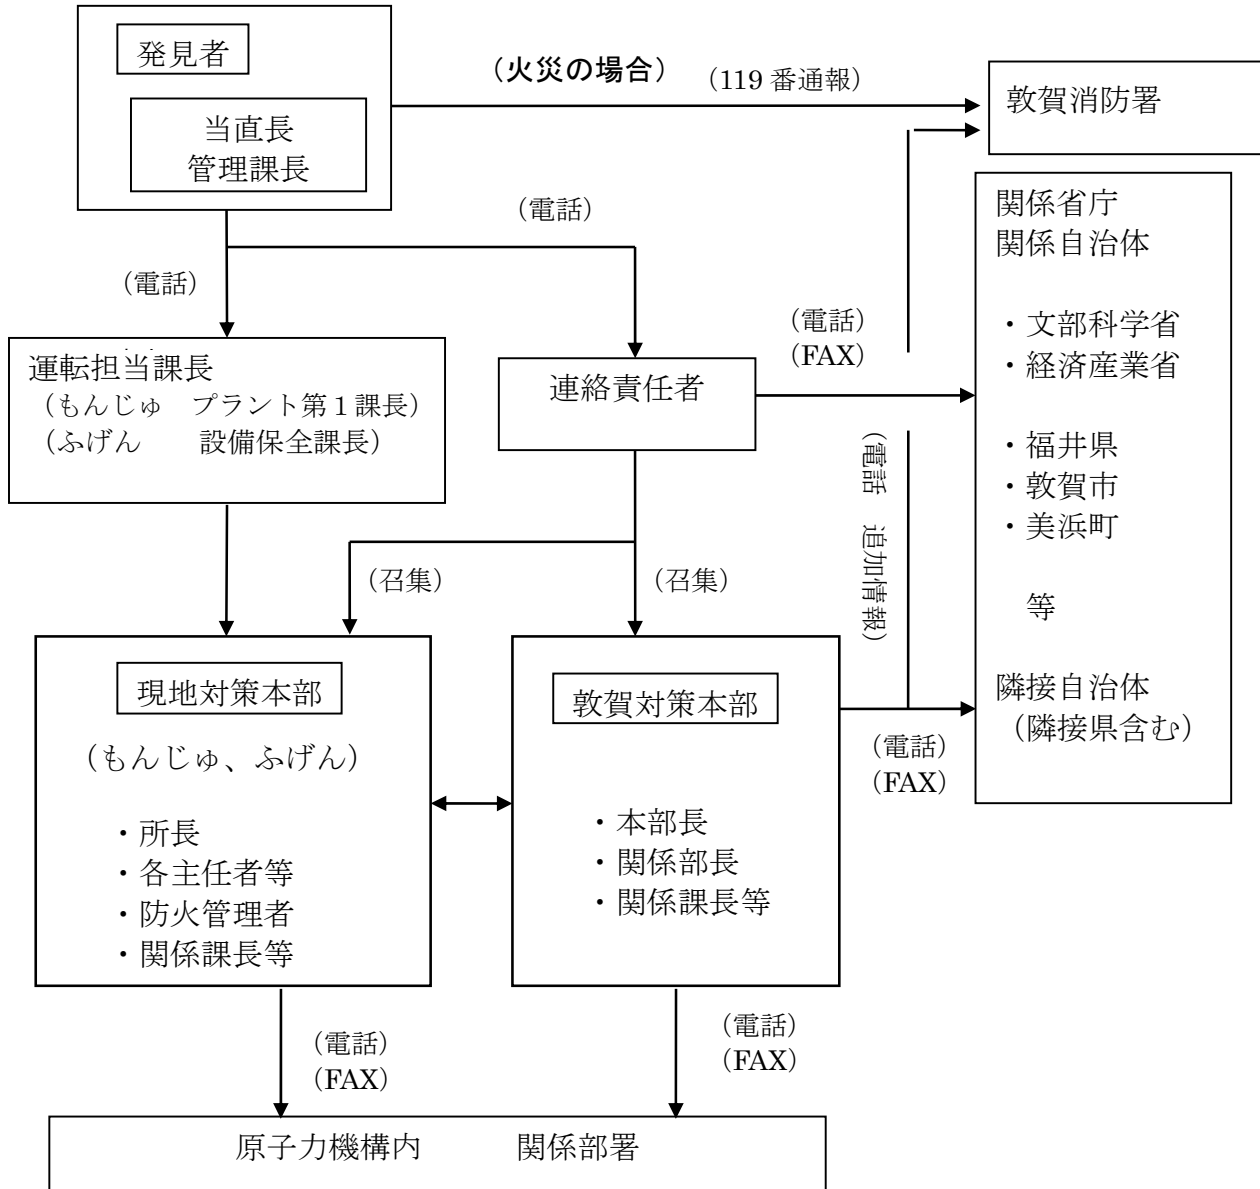 発見者
当直長
管理課長
（火災の場合）
（119 番通報）
敦賀消防署
（電話）
（電話）
関係省庁
関係自治体
・文部科学省
・経済産業省
・福井県
・敦賀市
・美浜町
等
隣接自治体
（隣接県含む）
運転担当課長
（もんじゅ　プラント第１課長）
（ふげん　　設備保全課長）
連絡責任者
（電話）
（FAX）
（電話　追加情報）
（召集）
（召集）
現地対策本部
（もんじゅ、ふげん）
・所長
・各主任者等
・防火管理者
・関係課長等
敦賀対策本部
・本部長
・関係部長
・関係課長等
（電話）
（FAX）
（電話）
（FAX）
（電話）
（FAX）
原子力機構内　　　関係部署